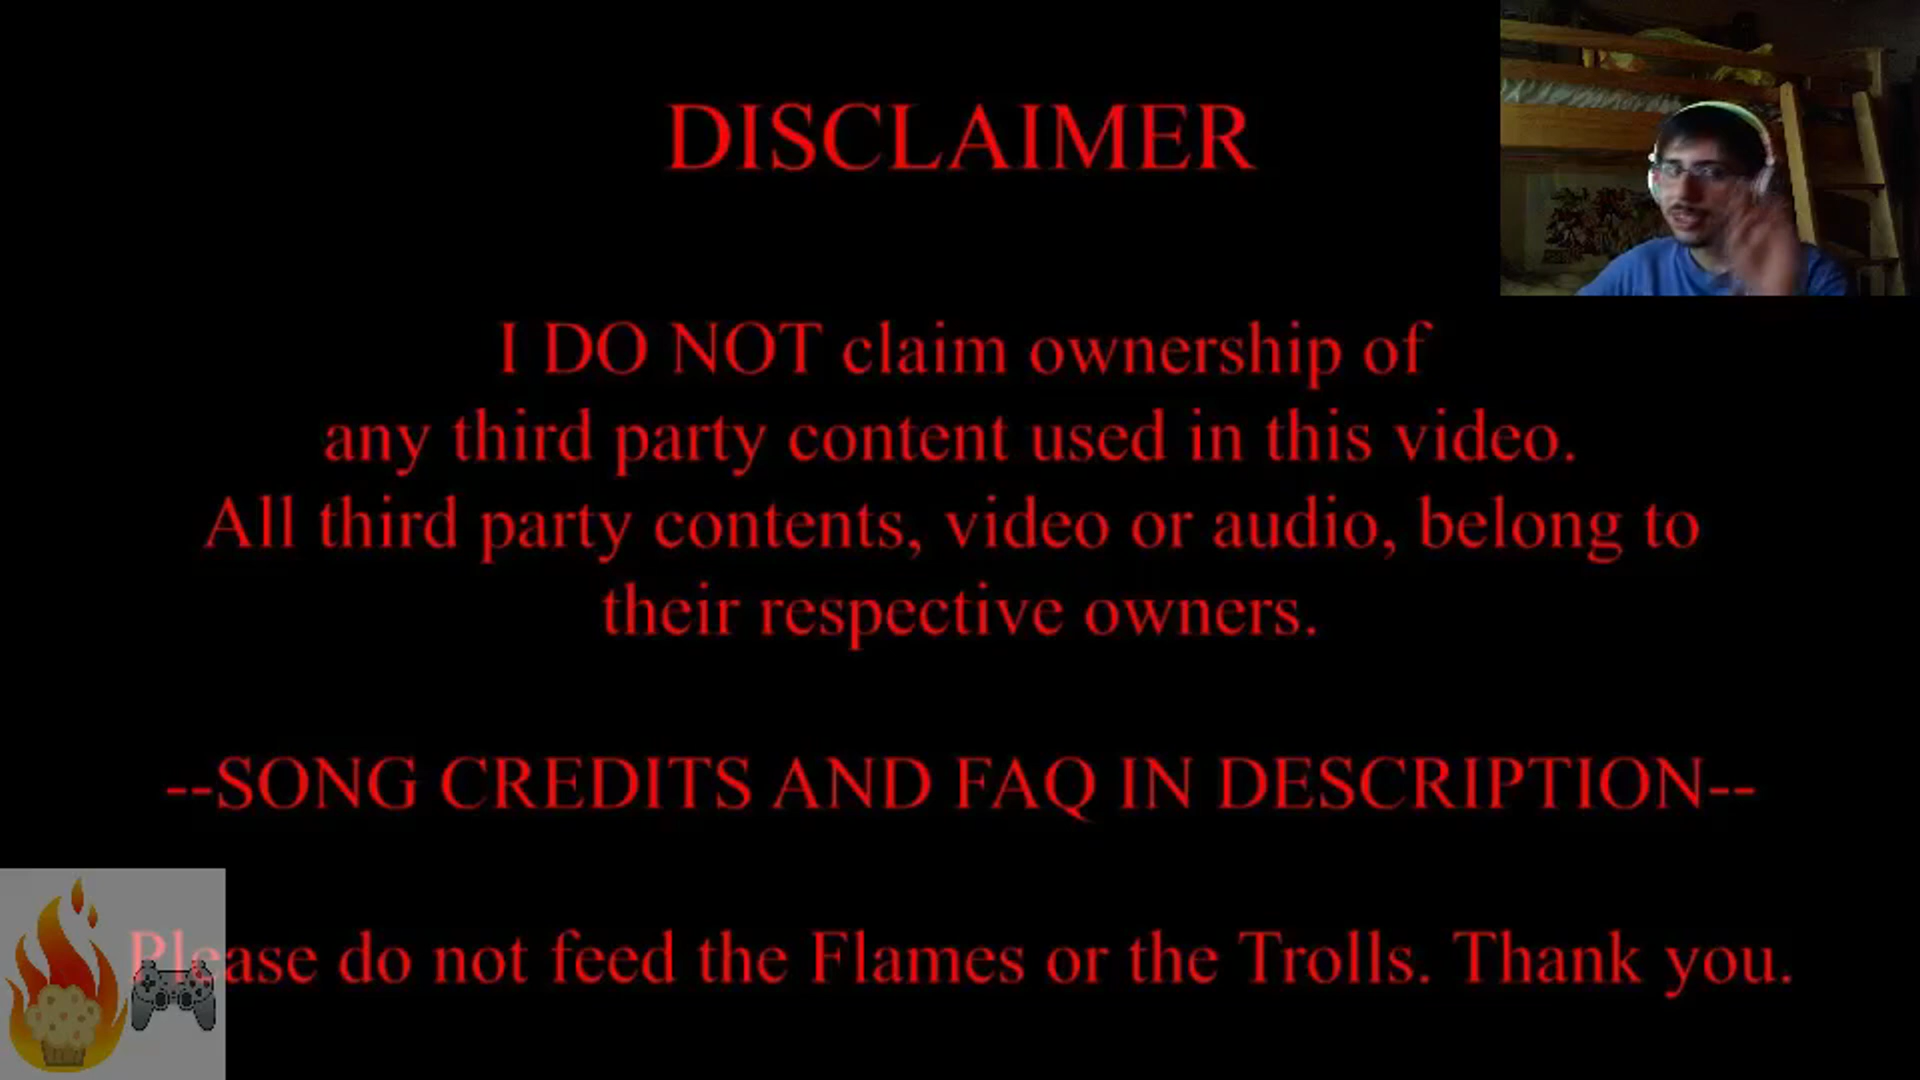 DISCLAIMER
I DO NOT claim ownership of
any third party content used in this video.
All third party contents, video or audio, belong to
their respective owners.
--SONG CREDITS AND FAQ IN DESCRIPTION--
Please do not feed the Flames or the Trolls. Thank you.